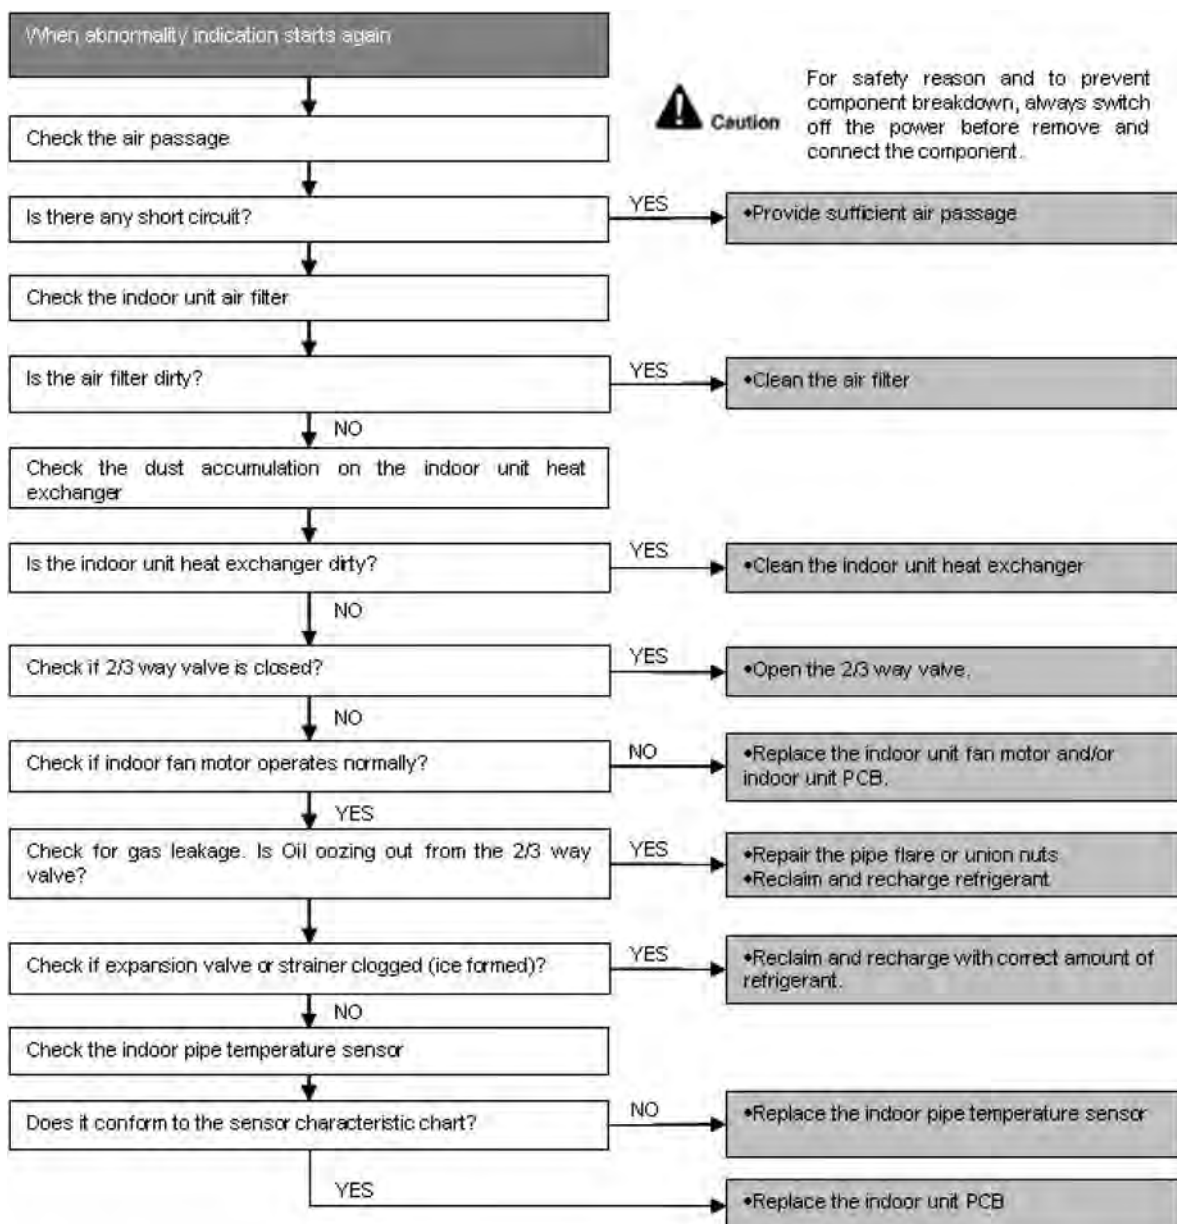 When abnormality indication starts again
For safety reason and to prevent
component breakdown, always switch
off the power before remove and
connect the component.
Caution
Check the air passage
Is there any short circuit?
YES
•Provide sufficient air passage
Check the indoor unit air filter
Is the air filter dirty?
YES
•Clean the air filter
NO
Check the dust accumulation on the indoor unit heat
exchanger
Is the indoor unit heat exchanger dirty?
YES
•Clean the indoor unit heat exchanger
NO
Check if 2/3 way valve is closed?
YES
•Open the 2/3 way valve.
NO
Check if indoor fan motor operates normally?
NO
•Replace the indoor unit fan motor and/or
indoor unit PCB.
YES
Check for gas leakage. Is Oil oozing out from the 2/3 way
valve?
YES
•Repair the pipe flare or union nuts
•Reclaim and recharge refrigerant
Check if expansion valve or strainer clogged (ice formed)?
YES
•Reclaim and recharge with correct amount of
refrigerant.
NO
Check the indoor pipe temperature sensor
Does it conform to the sensor characteristic chart?
NO
•Replace the indoor pipe temperature sensor
YES
•Replace the indoor unit PCB